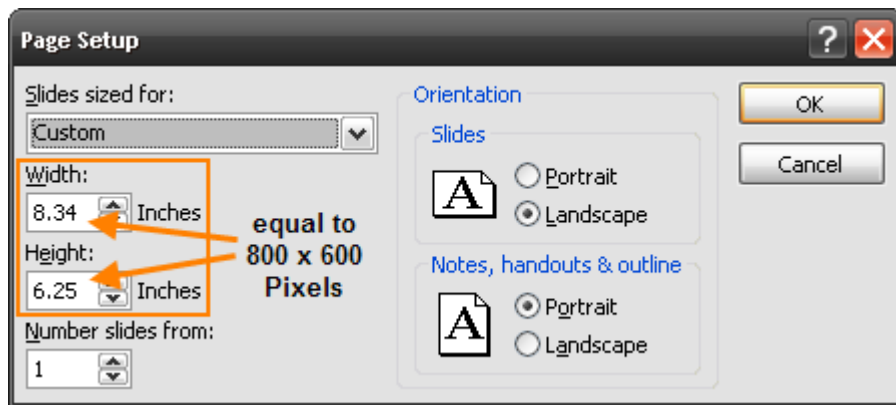 Page Setup
?
Slides sized for:
Custom
Width:
8.34 Inches
Height:
6.25 Inches
Number slides from:
1
equal to
800 x 600
Pixels
Orientation
Slides
A
Portrait
Landscape
Notes, handouts & outline
A
Portrait
Landscape
OK
Cancel